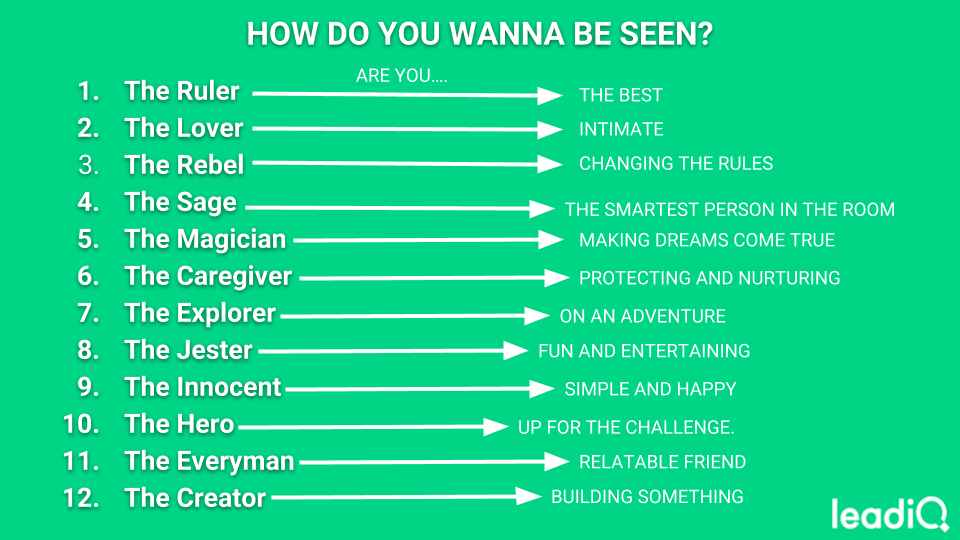 HOW DO YOU WANNA BE SEEN?
ARE YOU....
1. The Ruler THE BEST
2. The Lover INTIMATE
3. The Rebel CHANGING THE RULES
4. The Sage THE SMARTEST PERSON IN THE ROOM
5. The Magician MAKING DREAMS COME TRUE
6. The Caregiver PROTECTING AND NURTURING
7. The Explorer ON AN ADVENTURE
8. The Jester FUN AND ENTERTAINING
9. The Innocent SIMPLE AND HAPPY
10. The Hero UP FOR THE CHALLENGE.
11. The Everyman RELATABLE FRIEND
12. The Creator BUILDING SOMETHING
leadiQ